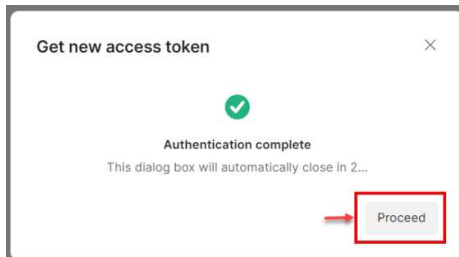 Get new access token
Authentication complete
This dialog box will automatically close in 2...
Proceed